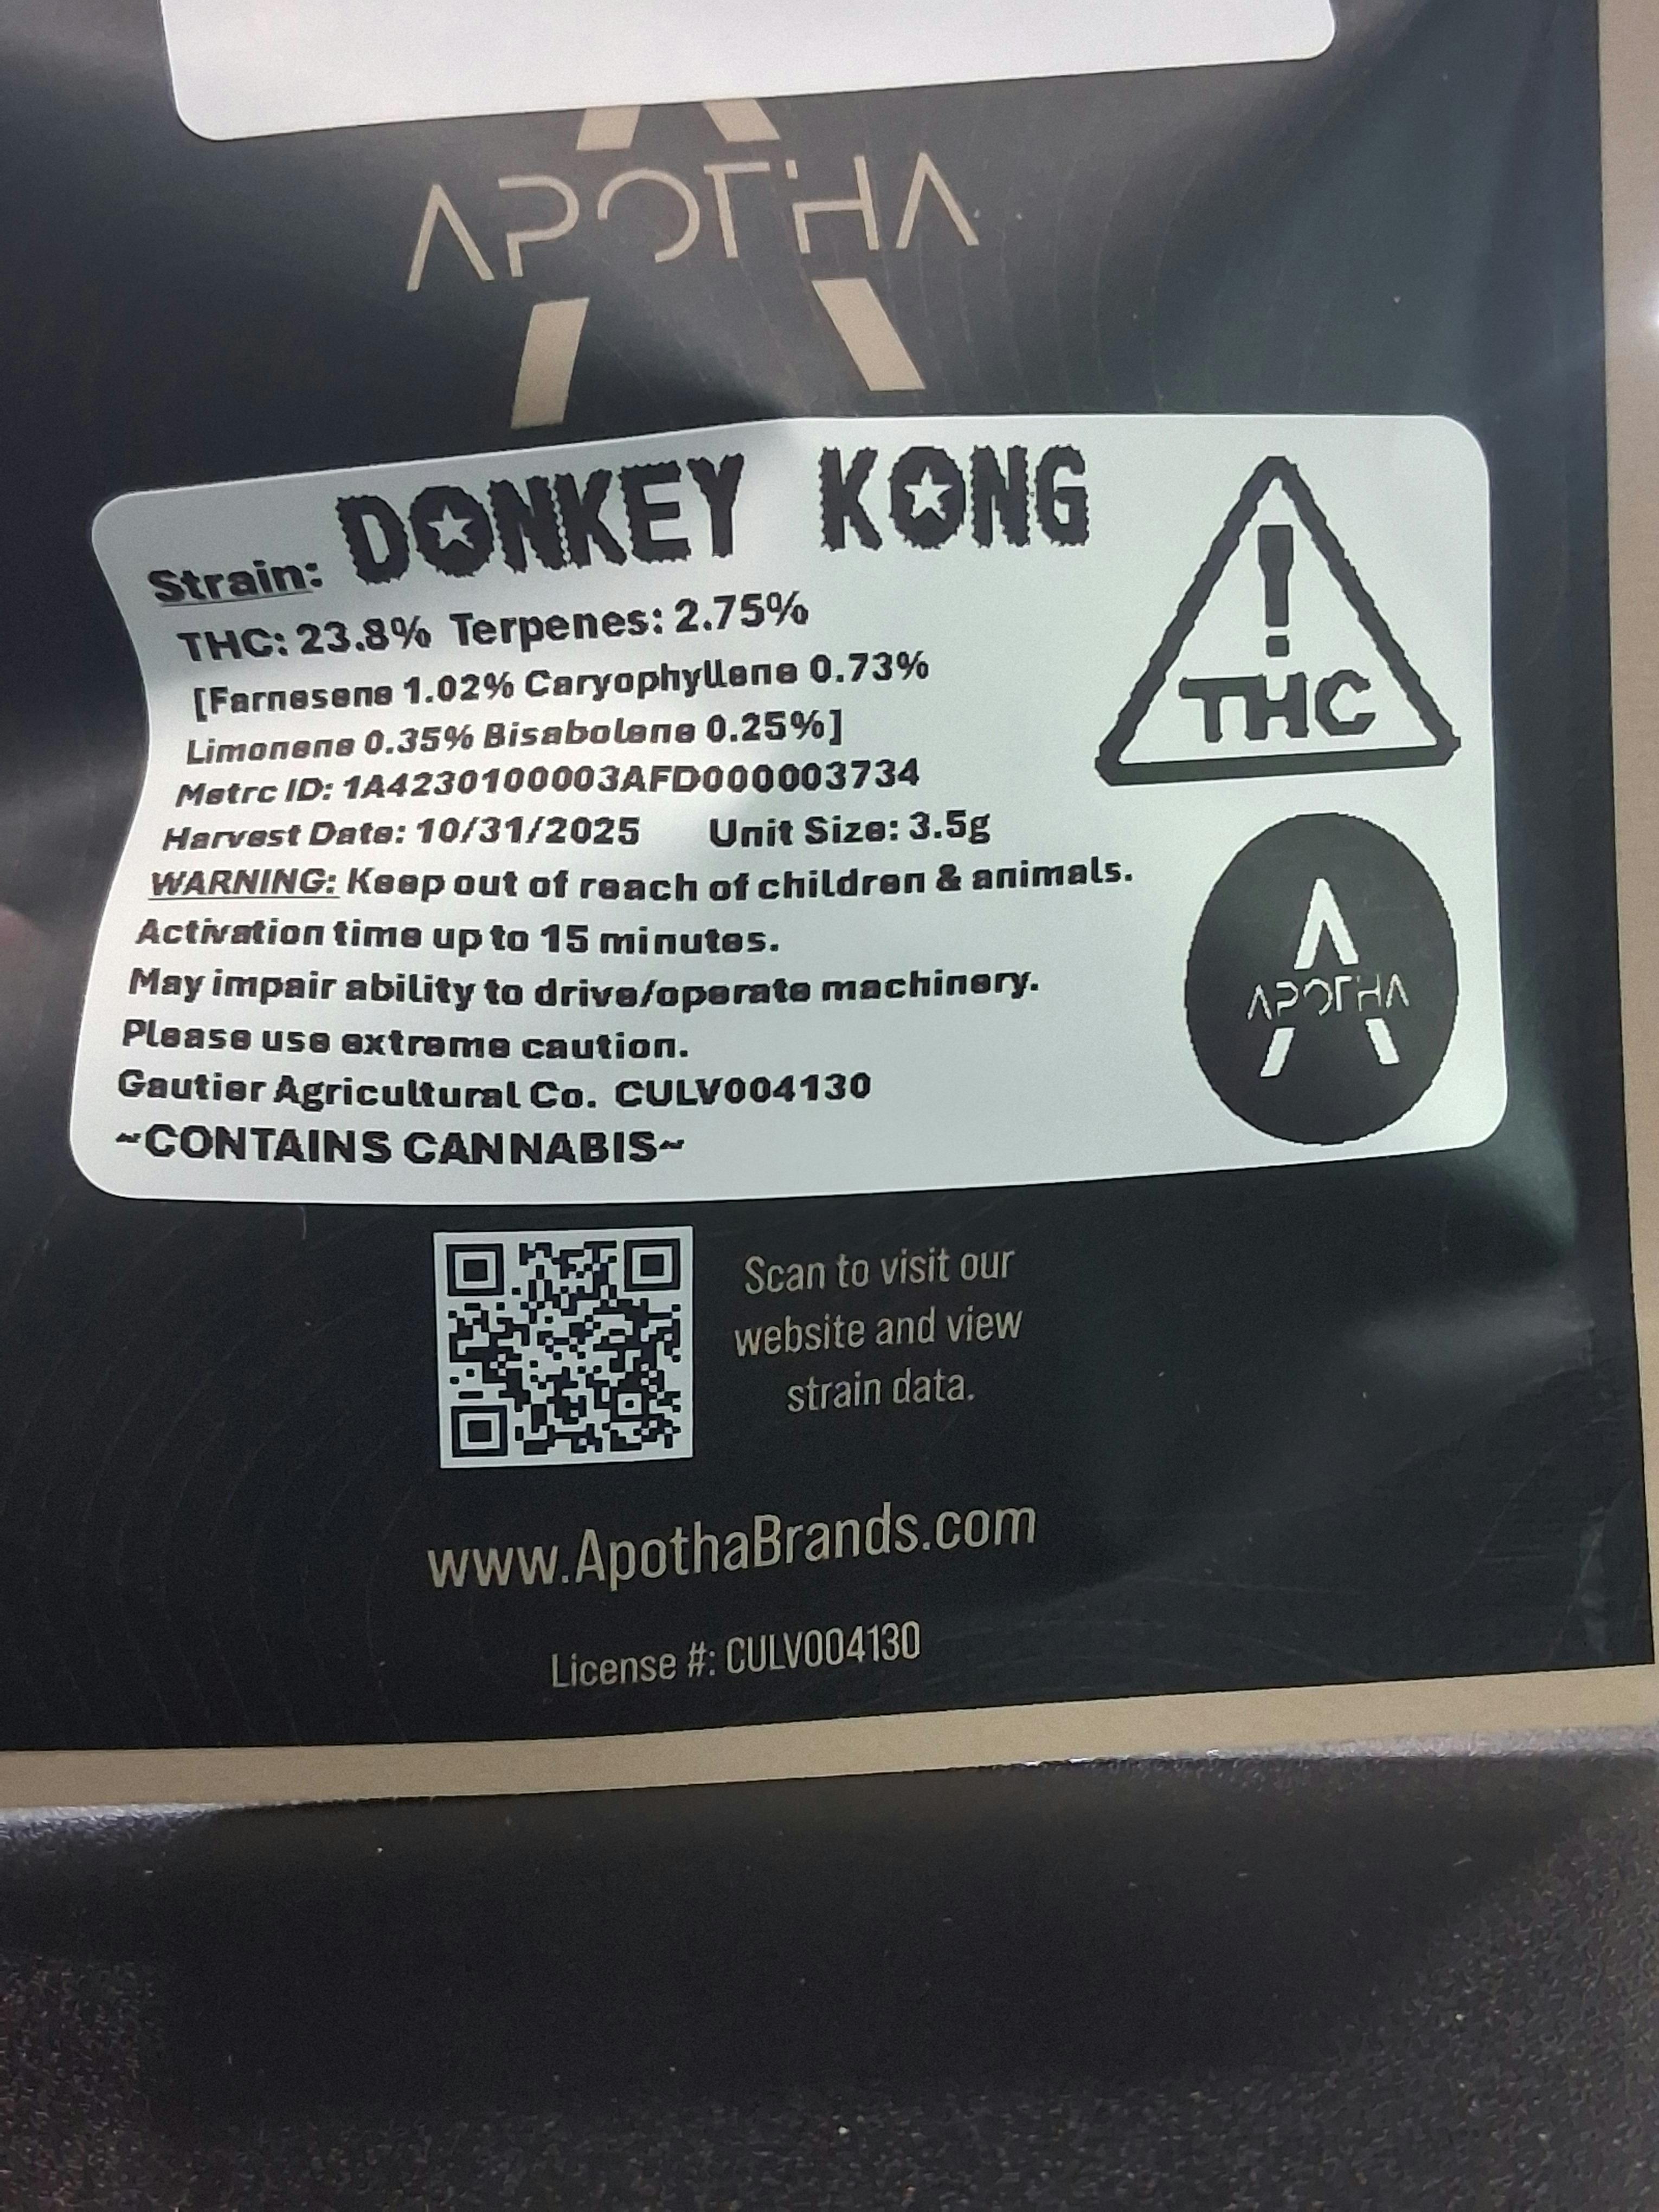 APOTHA
Strain: DONKEY KONG
THC: 23.8% Terpenes: 2.75%
[Farnesene 1.02% Caryophyllene 0.73%
Limonene 0.35% Bisabolene 0.25%]
Metrc ID: 1A4230100003AFD000003734
Harvest Date: 10/31/2025 Unit Size: 3.5g
WARNING: Keep out of reach of children & animals.
Activation time up to 15 minutes.
May impair ability to drive/operate machinery.
Please use extreme caution.
Gautier Agricultural Co. CULV004130
~CONTAINS CANNABIS~
!
THC
APOTHA
Scan to visit our
website and view
strain data.
www.ApothaBrands.com
License #: CULV004130